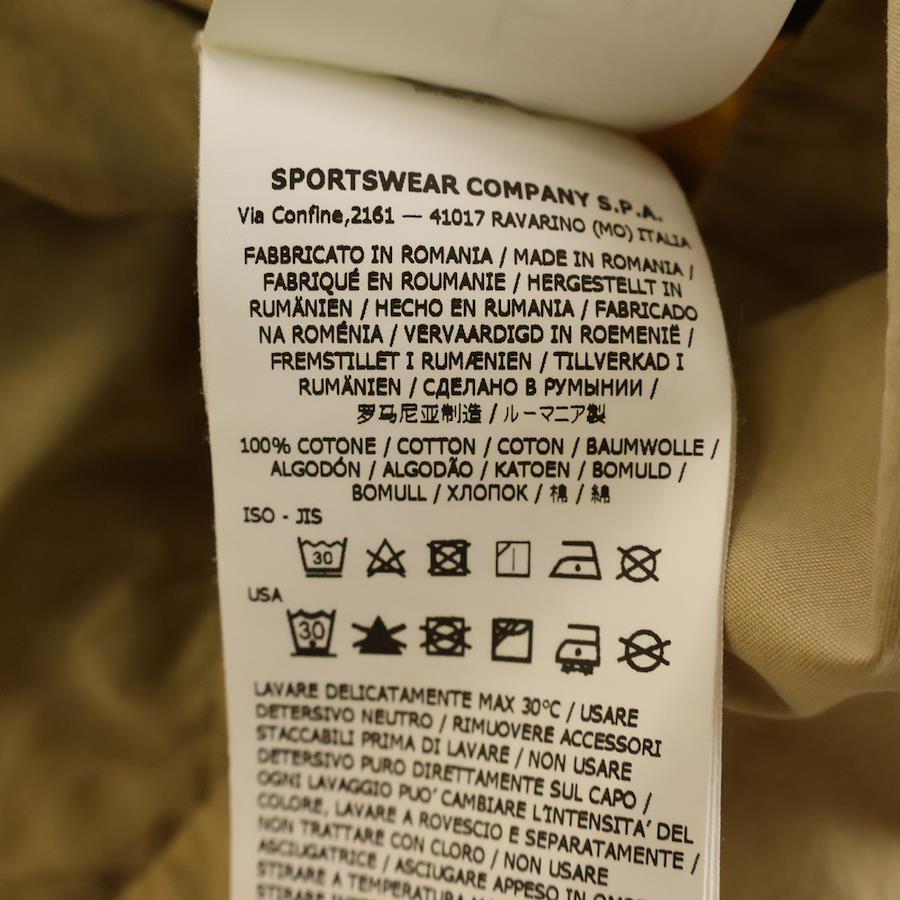 SPORTSWEAR COMPANY S.P.A.
Via Confine,2161 — 41017 RAVARINO (MO) ITALIA
FABBRICATO IN ROMANIA / MADE IN ROMANIA /
FABRIQUÉ EN ROUMANIE / HERGESTELLT IN
RUMÄNIEN / HECHO EN RUMANIA / FABRICADO
NA ROMÉNIA / VERVAARDIGD IN ROEMENIË /
FREMSTILLET I RUMÆNIEN / TILLVERKAD I
RUMÄNIEN / СДЕЛАНО В РУМЫНИИ /
罗马尼亚制造 / ルーマニア製
100% COTONE / COTTON / COTON / BAUMWOLLE /
ALGODÓN / ALGODÃO / KATOEN / BOMULD /
BOMULL / ХЛОПОК / 棉 / 綿
ISO - JIS
30
USA
30
LAVARE DELICATAMENTE MAX 30°C / USARE
DETERSIVO NEUTRO / RIMUOVERE ACCESSORI
STACCABILI PRIMA DI LAVARE / NON USARE
DETERSIVO PURO DIRETTAMENTE SUL CAPO /
OGNI LAVAGGIO PUO' CAMBIARE L'INTENSITA' DEL
COLORE, LAVARE A ROVESCIO E SEPARATAMENTE /
NON TRATTARE CON CLORO / NON USARE
ASCIUGATRICE / ASCIUGARE APPESO IN
STIRARE A TEMPERATURA
STIRARE